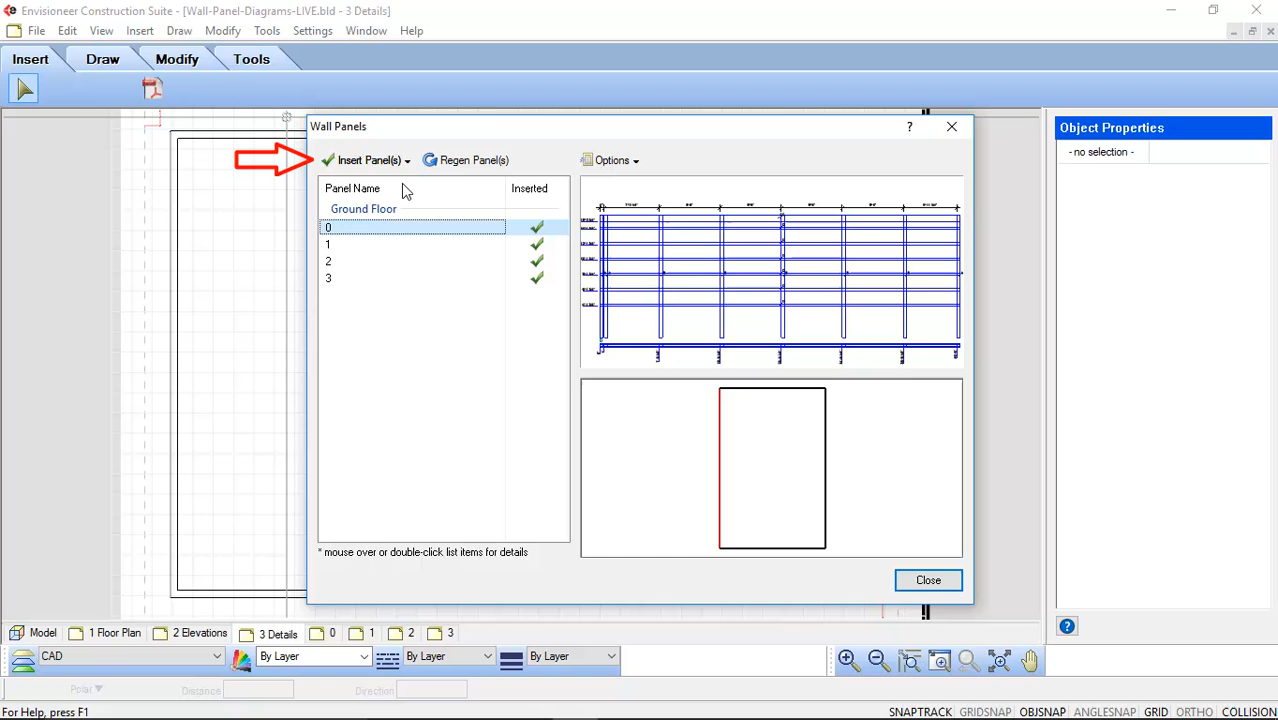 Envisioneer Construction Suite - [Wall-Panel-Diagrams-LIVE.bld - 3 Details]
File Edit View Insert Draw Modify Tools Settings Window Help
Insert Draw Modify Tools
Wall Panels ?
Object Properties
- no selection -
Insert Panel(s) Regen Panel(s) Options
Panel Name Inserted
Ground Floor
0
1
2
3
* mouse over or double-click list items for details
Close
Model 1 Floor Plan 2 Elevations 3 Details 0 1 2 3
?
CAD By Layer By Layer By Layer
Polar Distance Direction
For Help, press F1 SNAPTRACK GRIDSNAP OBJSNAP ANGLESNAP GRID ORTHO COLLISION